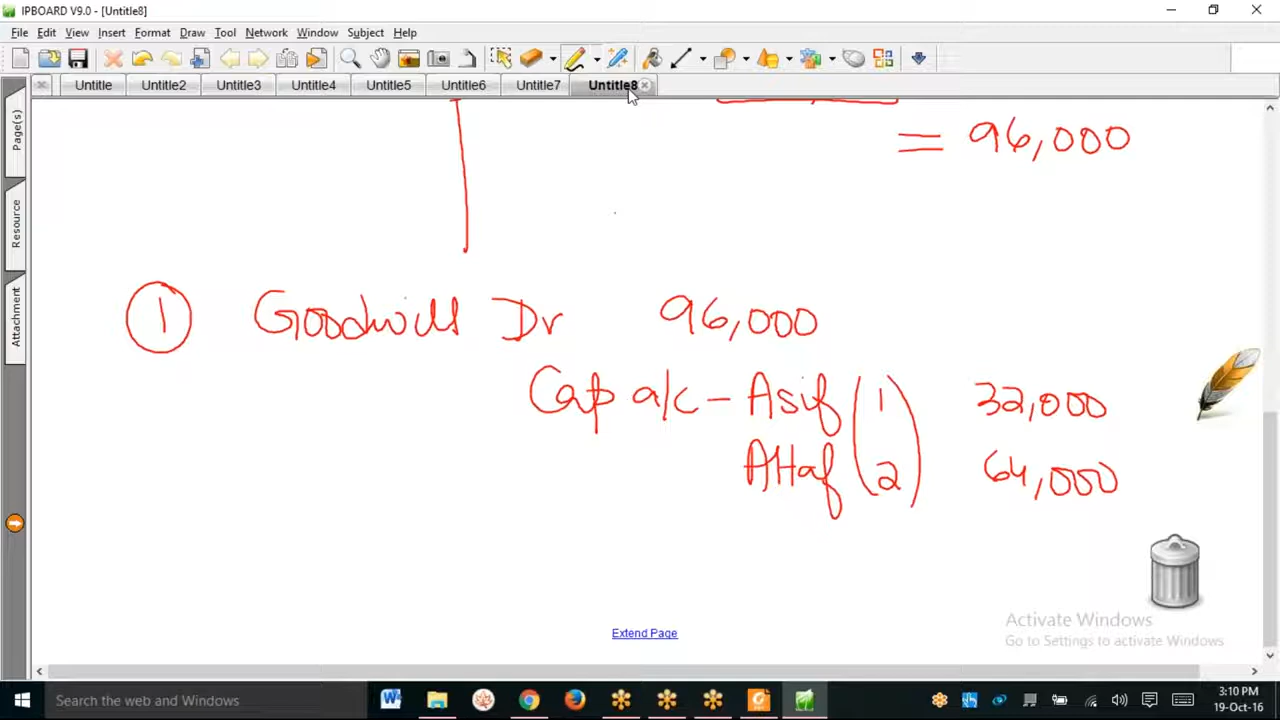 IPBOARD V9.0 - [Untitle8]
File Edit View Insert Format Draw Tool Network Window Subject Help
Untitle Untitle2 Untitle3 Untitle4 Untitle5 Untitle6 Untitle7 Untitle8
Page(s)
Resource
Attachment
= 96,000
1 Goodwill Dr 96,000
Cap a/c - Asif (1) 32,000
Altaf (2) 64,000
Extend Page
Activate Windows
Go to Settings to activate Windows
Search the web and Windows
3:10 PM
19-Oct-16